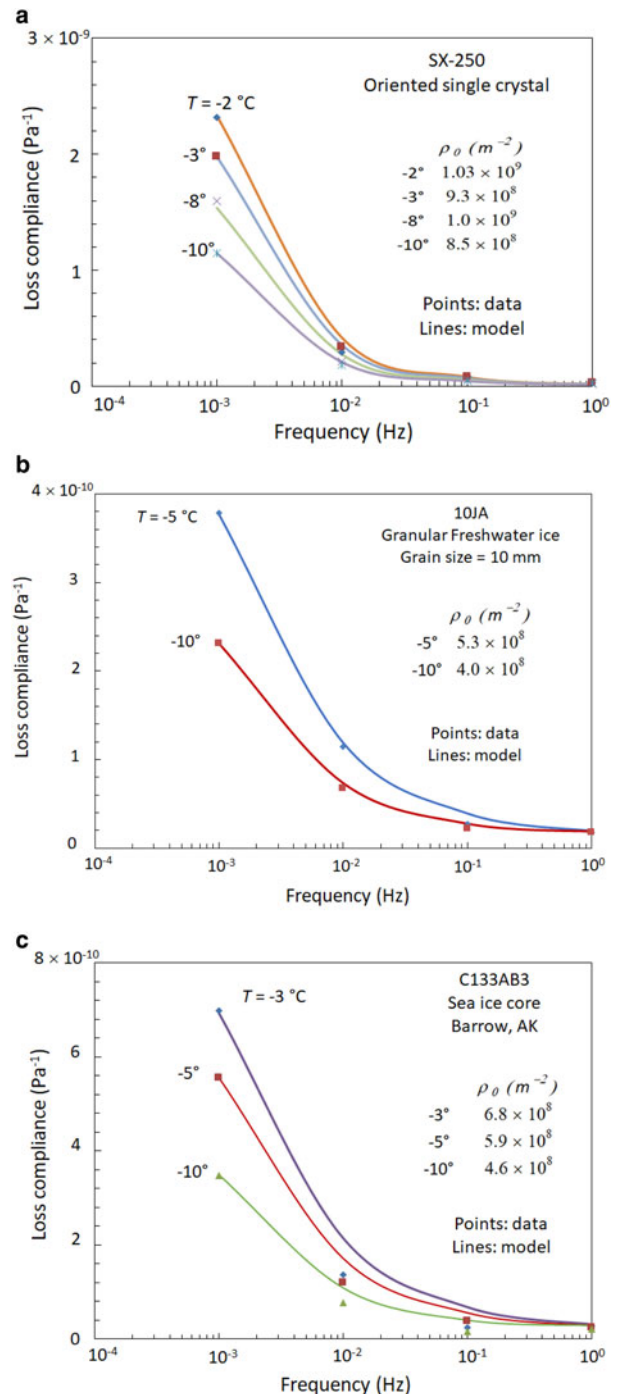 a
3 × 10⁻⁹
SX-250
Oriented single crystal
T = -2 °C
ρ₀ (m⁻²)
-2° 1.03 × 10⁹
-3° 9.3 × 10⁸
-8° 1.0 × 10⁹
-10° 8.5 × 10⁸
-3°
-8°
-10°
Points: data
Lines: model
Loss compliance (Pa⁻¹)
2
1
0
10⁻⁴ 10⁻³ 10⁻² 10⁻¹ 10⁰
Frequency (Hz)
b
4 × 10⁻¹⁰
T = -5 °C
10JA
Granular Freshwater ice
Grain size = 10 mm
ρ₀ (m⁻²)
-5° 5.3 × 10⁸
-10° 4.0 × 10⁸
-10°
Points: data
Lines: model
Loss compliance (Pa⁻¹)
3
2
1
0
10⁻⁴ 10⁻³ 10⁻² 10⁻¹ 10⁰
Frequency (Hz)
c
8 × 10⁻¹⁰
T = -3 °C
C133AB3
Sea ice core
Barrow, AK
ρ₀ (m⁻²)
-3° 6.8 × 10⁸
-5° 5.9 × 10⁸
-10° 4.6 × 10⁸
-5°
-10°
Points: data
Lines: model
Loss compliance (Pa⁻¹)
6
4
2
0
10⁻⁴ 10⁻³ 10⁻² 10⁻¹ 10⁰
Frequency (Hz)